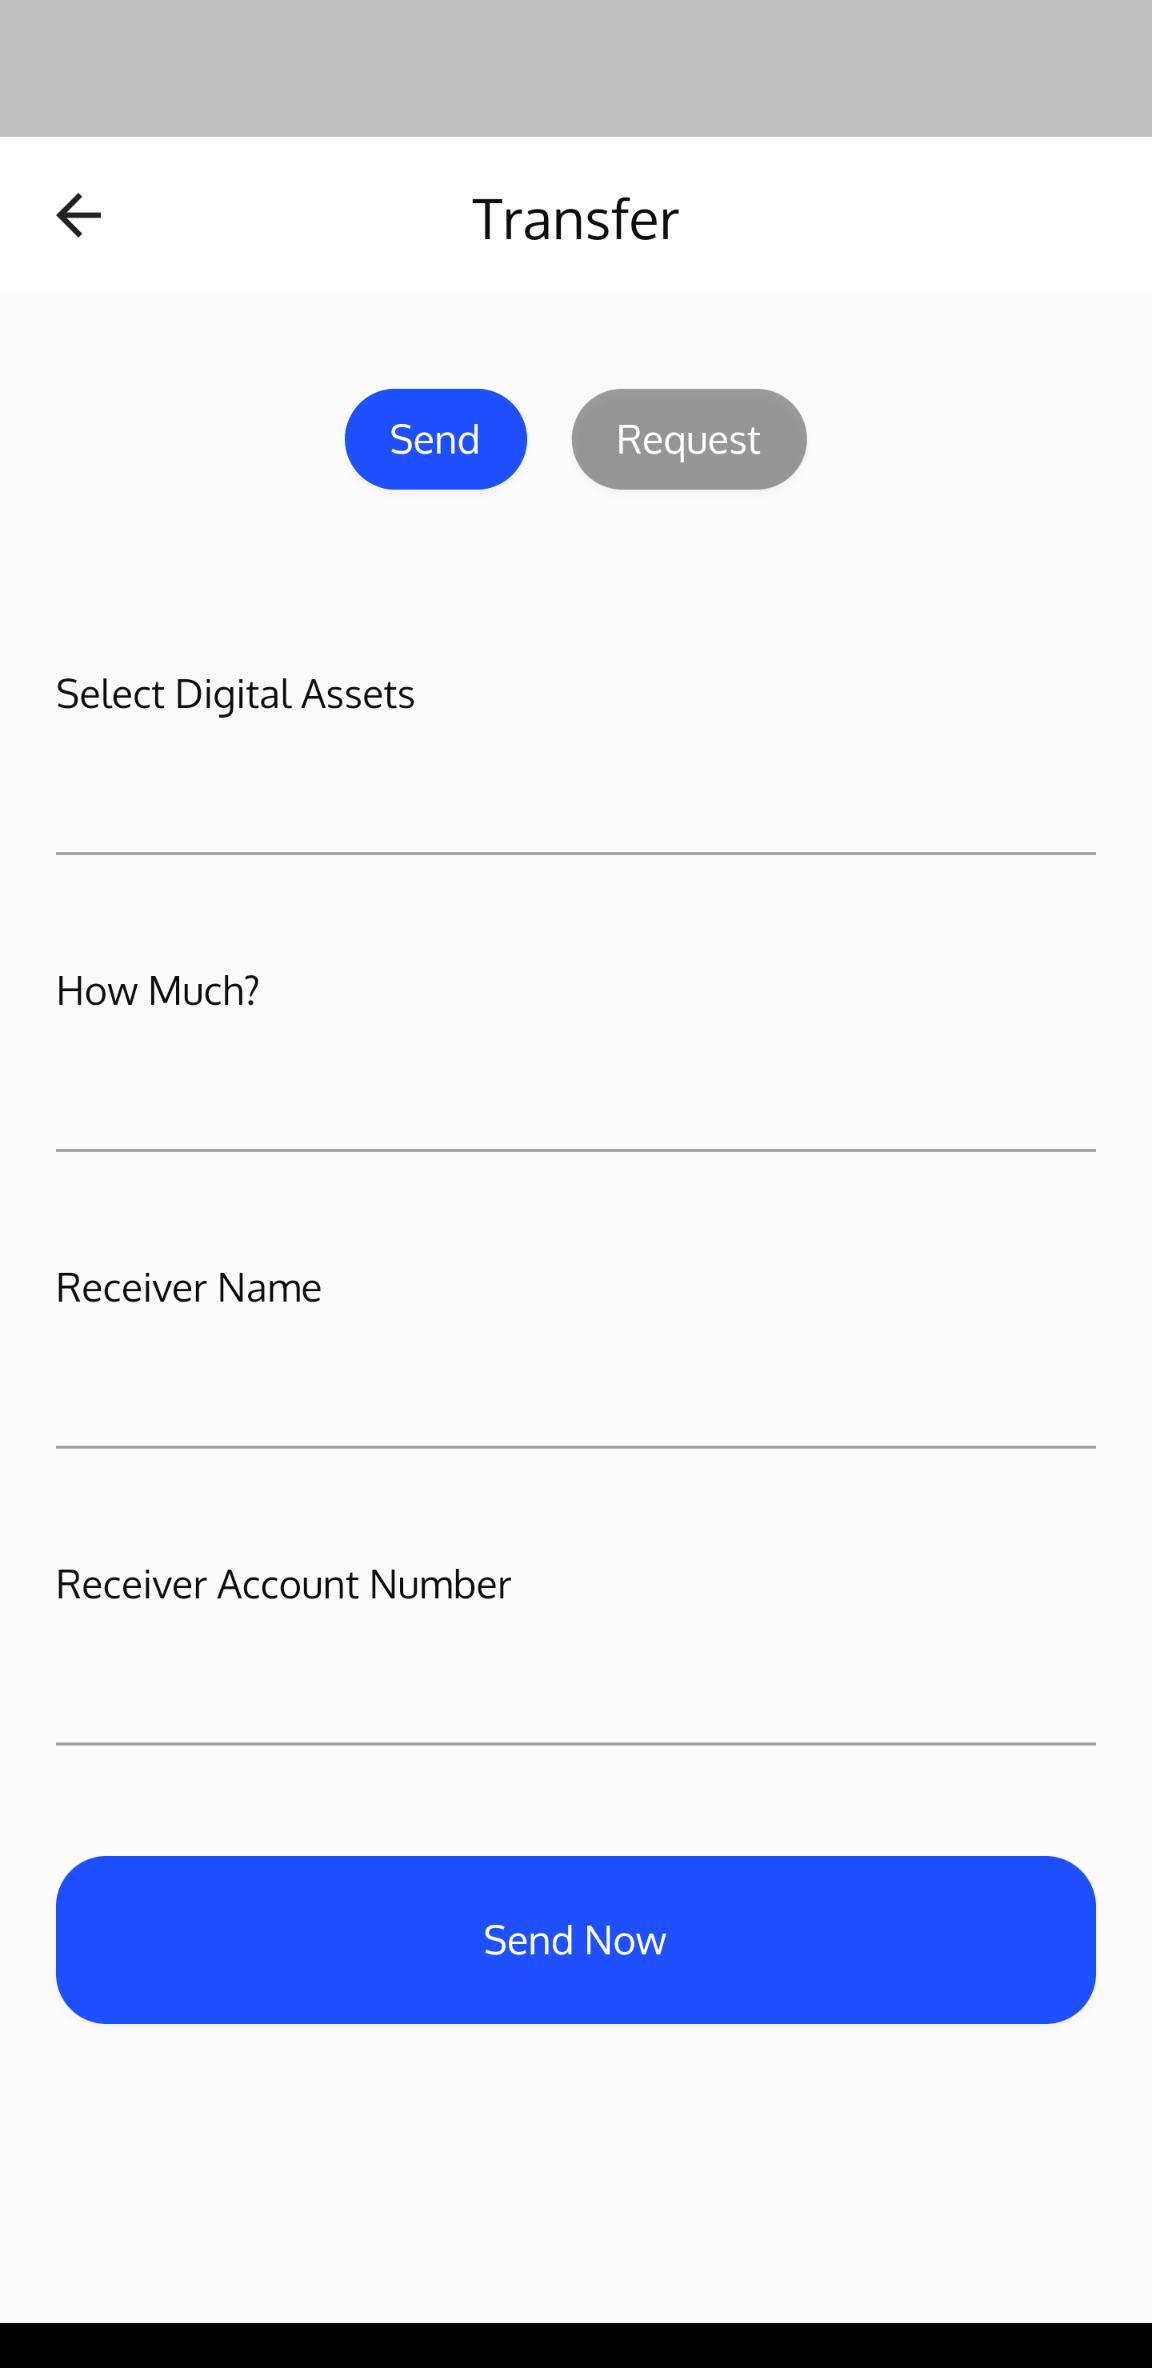 Transfer
Send Request
Select Digital Assets
How Much?
Receiver Name
Receiver Account Number
Send Now